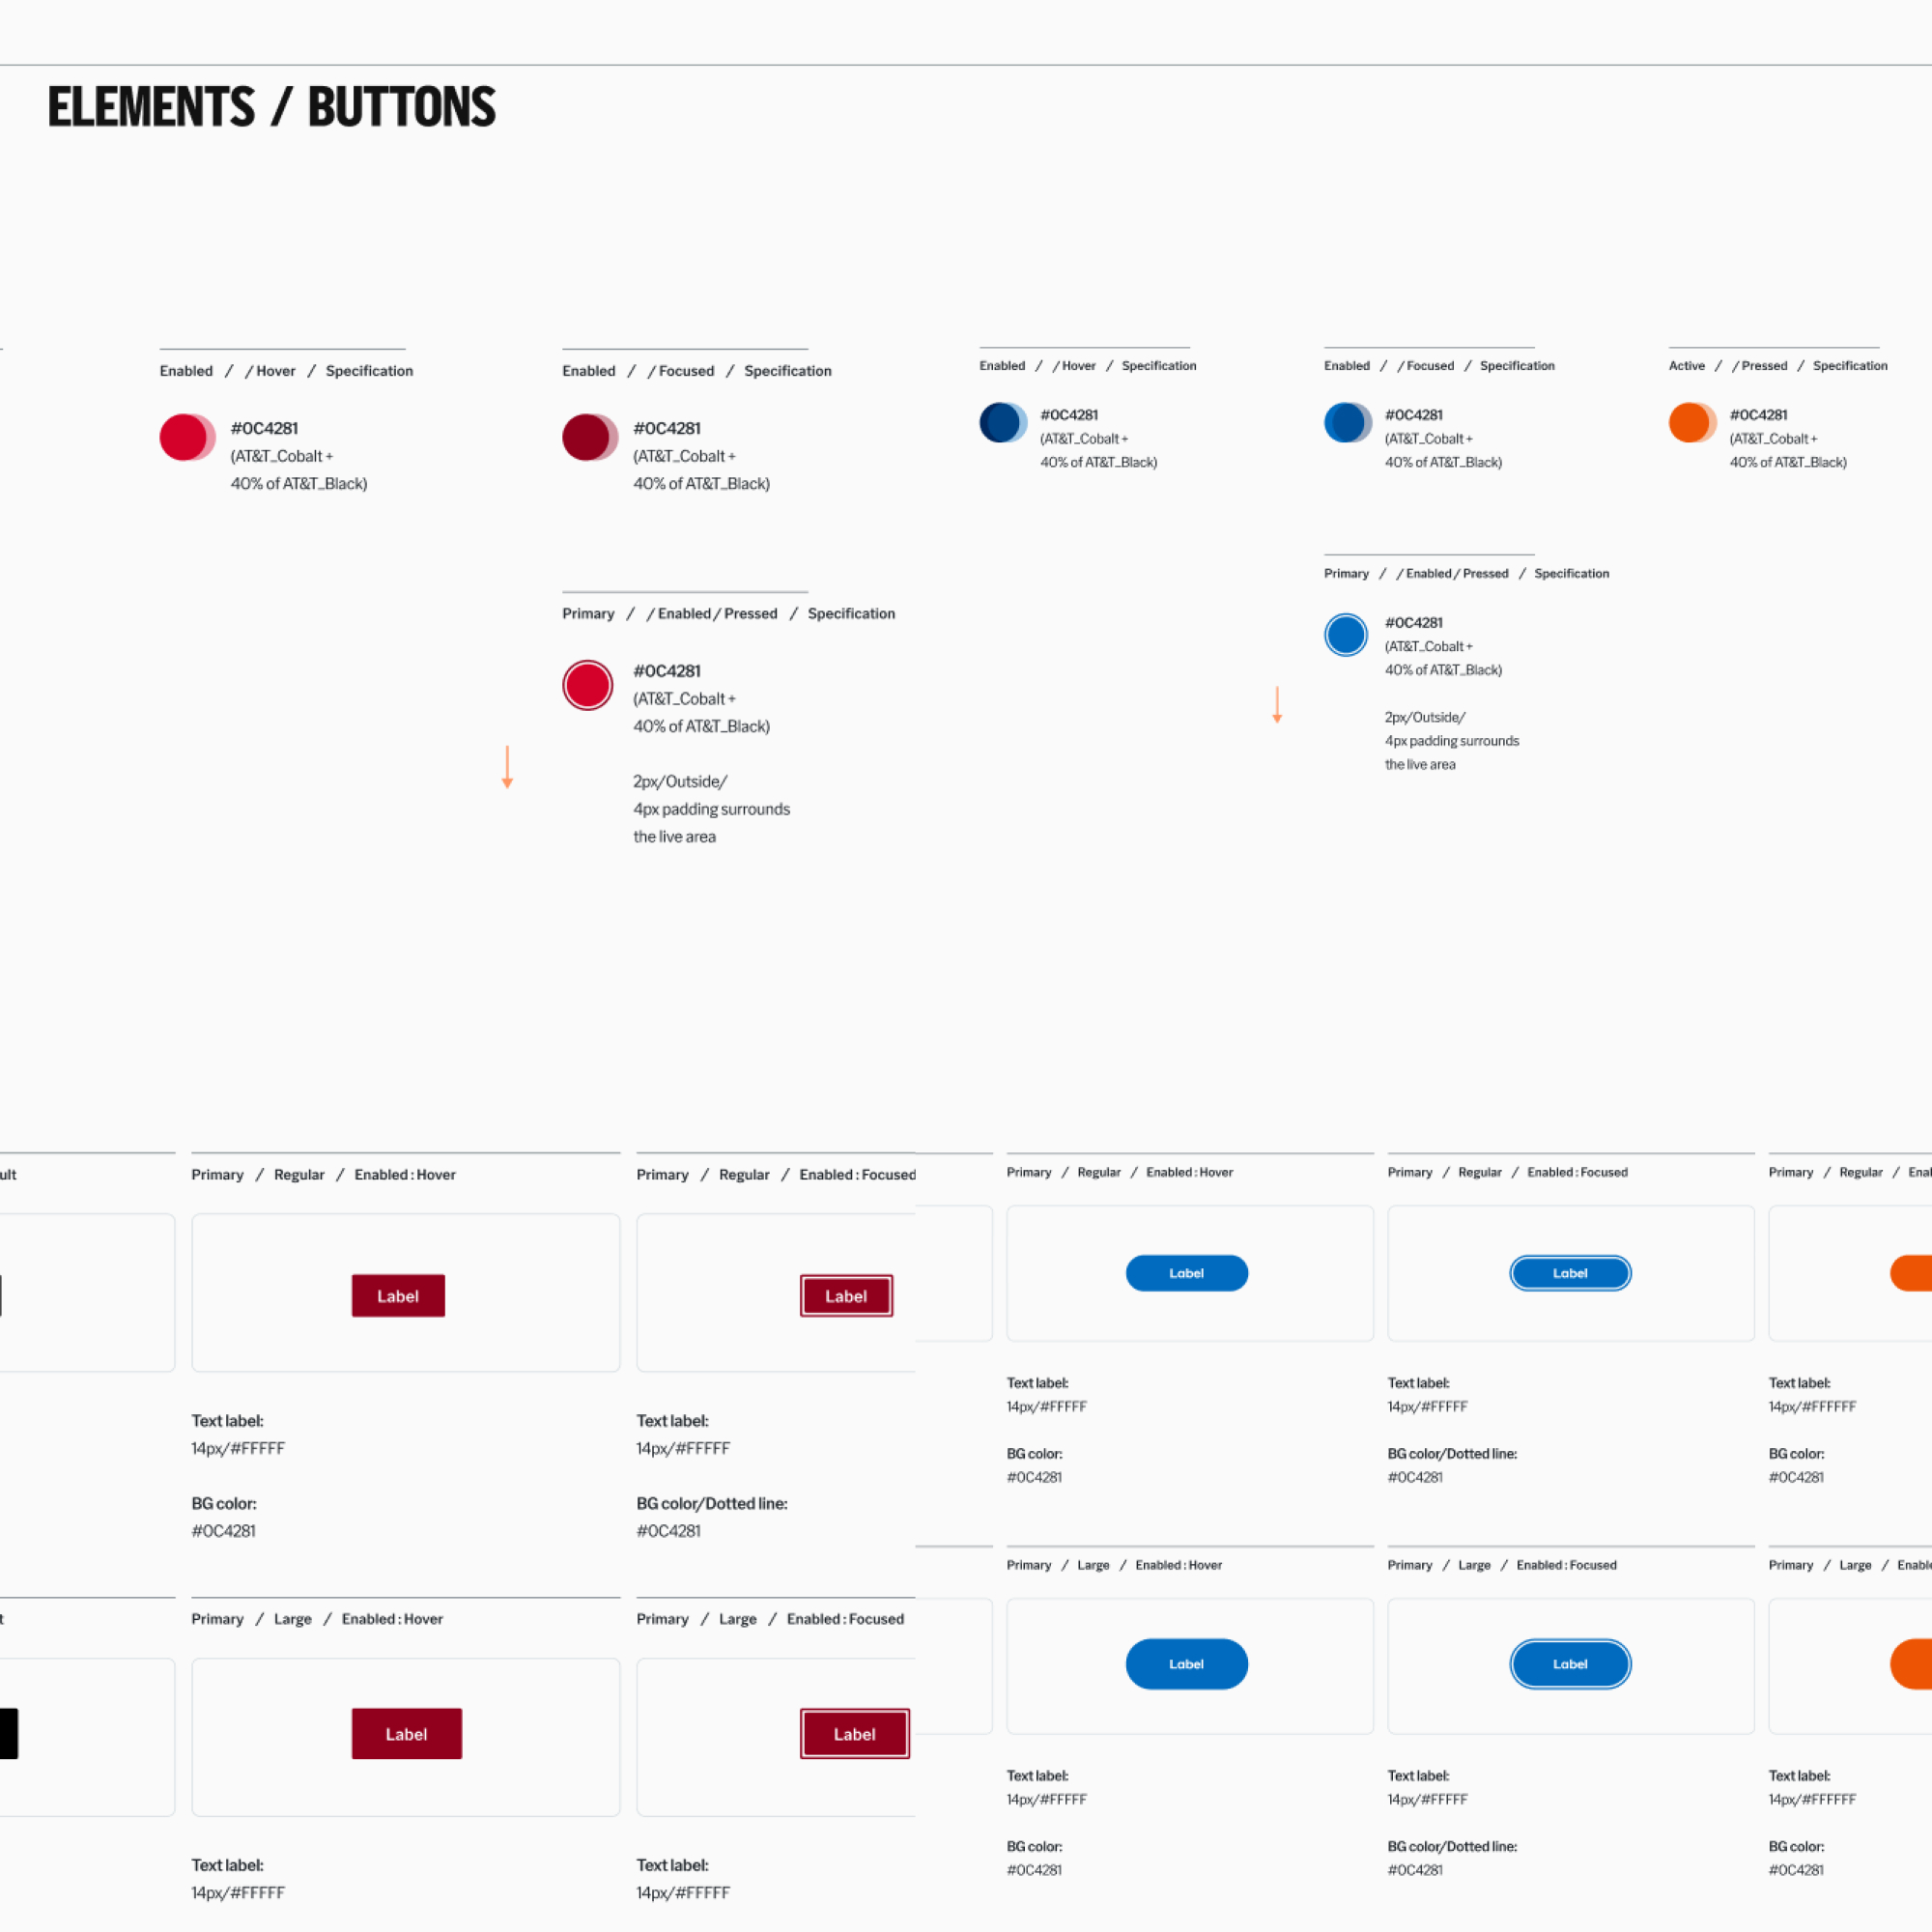 ELEMENTS / BUTTONS
Enabled / / Hover / Specification
#0C4281
(AT&T_Cobalt +
40% of AT&T_Black)
Enabled / / Focused / Specification
#0C4281
(AT&T_Cobalt +
40% of AT&T_Black)
Primary / / Enabled / Pressed / Specification
#0C4281
(AT&T_Cobalt +
40% of AT&T_Black)
2px/Outside/
4px padding surrounds
the live area
Enabled / / Hover / Specification
#0C4281
(AT&T_Cobalt +
40% of AT&T_Black)
Enabled / / Focused / Specification
#0C4281
(AT&T_Cobalt +
40% of AT&T_Black)
Active / / Pressed / Specification
#0C4281
(AT&T_Cobalt +
40% of AT&T_Black)
Primary / / Enabled / Pressed / Specification
#0C4281
(AT&T_Cobalt +
40% of AT&T_Black)
2px/Outside/
4px padding surrounds
the live area
ult
Primary / Regular / Enabled : Hover
Label
Text label:
14px/#FFFFF
BG color:
#0C4281
Primary / Regular / Enabled : Focused
Label
Text label:
14px/#FFFFF
BG color/Dotted line:
#0C4281
t
Primary / Large / Enabled : Hover
Label
Text label:
14px/#FFFFF
Primary / Large / Enabled : Focused
Label
Text label:
14px/#FFFFF
Primary / Regular / Enabled : Hover
Label
Text label:
14px/#FFFFF
BG color:
#0C4281
Primary / Regular / Enabled : Focused
Label
Text label:
14px/#FFFFF
BG color/Dotted line:
#0C4281
Primary / Regular / Enal
Text label:
14px/#FFFFFF
BG color:
#0C4281
Primary / Large / Enabled : Hover
Label
Text label:
14px/#FFFFF
BG color:
#0C4281
Primary / Large / Enabled : Focused
Label
Text label:
14px/#FFFFF
BG color/Dotted line:
#0C4281
Primary / Large / Enable
Text label:
14px/#FFFFFF
BG color:
#0C4281